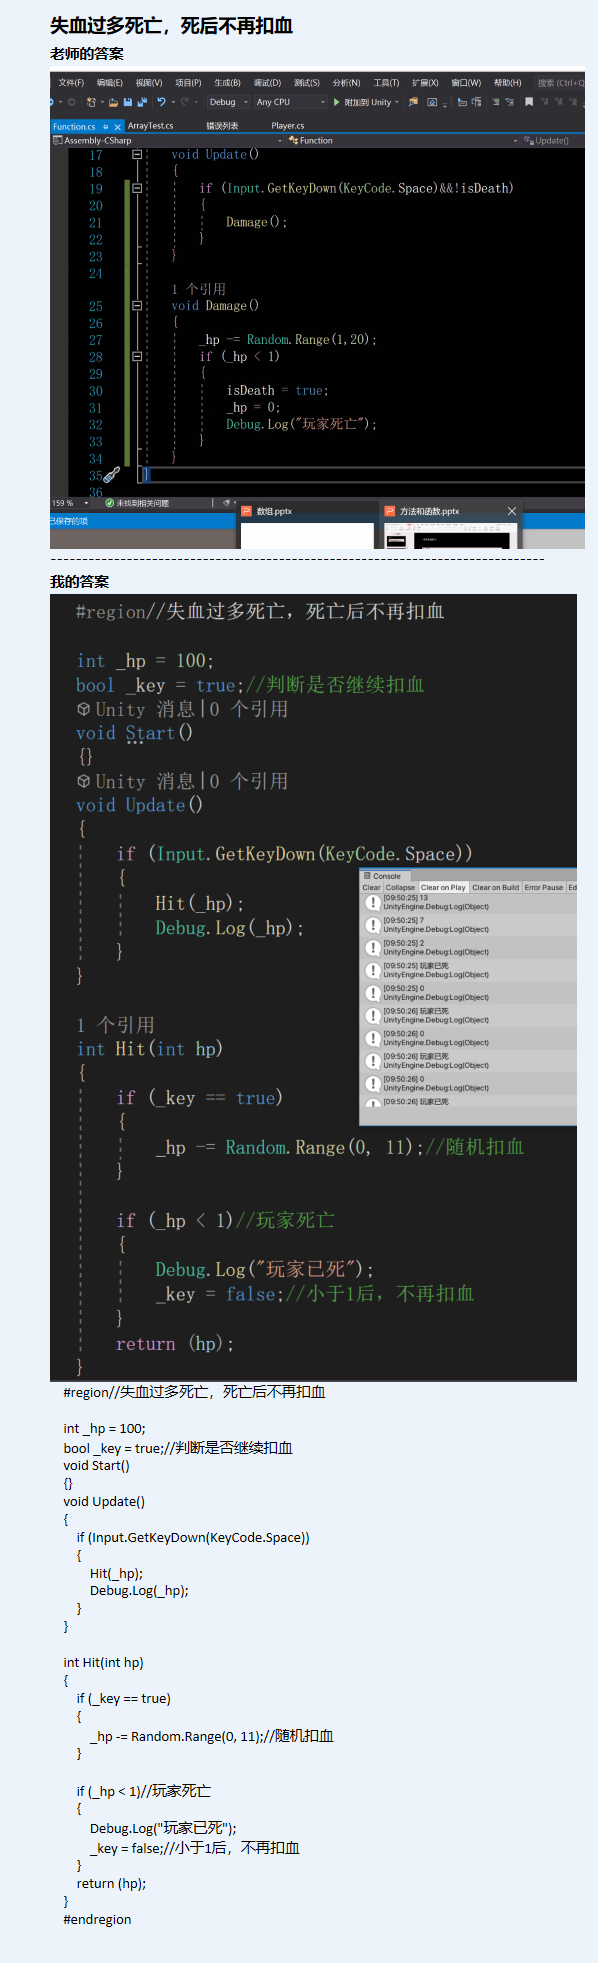 失血过多死亡，死后不再扣血
老师的答案
文件(F) 编辑(E) 视图(V) 项目(P) 生成(B) 调试(D) 测试(S) 分析(N) 工具(T) 扩展(X) 窗口(W) 帮助(H) 搜索 (Ctrl+Q
Debug Any CPU 附加到 Unity
Function.cs ArrayTest.cs 错误列表 Player.cs
Assembly-CSharp Function Update()
17 void Update()
18 {
19 if (Input.GetKeyDown(KeyCode.Space)&&!isDeath)
20 {
21 Damage();
22 }
23 }
24
1 个引用
25 void Damage()
26 {
27 _hp -= Random.Range(1,20);
28 if (_hp < 1)
29 {
30 isDeath = true;
31 _hp = 0;
32 Debug.Log("玩家死亡");
33 }
34 }
35 }
36
159 % 未找到相关问题
已保存的项 数组.pptx 方法和函数.pptx
我的答案
#region//失血过多死亡，死亡后不再扣血
int _hp = 100;
bool _key = true;//判断是否继续扣血
Unity 消息|0 个引用
void Start()
{}
Unity 消息|0 个引用
void Update()
{
if (Input.GetKeyDown(KeyCode.Space))
{
Hit(_hp);
Debug.Log(_hp);
}
}
Console
Clear Collapse Clear on Play Clear on Build Error Pause Ed
[09:50:25] 13
UnityEngine.Debug:Log(Object)
[09:50:25] 7
UnityEngine.Debug:Log(Object)
[09:50:25] 2
UnityEngine.Debug:Log(Object)
[09:50:25] 玩家已死
UnityEngine.Debug:Log(Object)
[09:50:25] 0
UnityEngine.Debug:Log(Object)
[09:50:26] 玩家已死
UnityEngine.Debug:Log(Object)
[09:50:26] 0
UnityEngine.Debug:Log(Object)
[09:50:26] 玩家已死
UnityEngine.Debug:Log(Object)
[09:50:26] 0
UnityEngine.Debug:Log(Object)
[09:50:26] 玩家已死
1 个引用
int Hit(int hp)
{
if (_key == true)
{
_hp -= Random.Range(0, 11);//随机扣血
}
if (_hp < 1)//玩家死亡
{
Debug.Log("玩家已死");
_key = false;//小于1后，不再扣血
}
return (hp);
}
#region//失血过多死亡，死亡后不再扣血
int _hp = 100;
bool _key = true;//判断是否继续扣血
void Start()
{}
void Update()
{
if (Input.GetKeyDown(KeyCode.Space))
{
Hit(_hp);
Debug.Log(_hp);
}
}
int Hit(int hp)
{
if (_key == true)
{
_hp -= Random.Range(0, 11);//随机扣血
}
if (_hp < 1)//玩家死亡
{
Debug.Log("玩家已死");
_key = false;//小于1后，不再扣血
}
return (hp);
}
#endregion